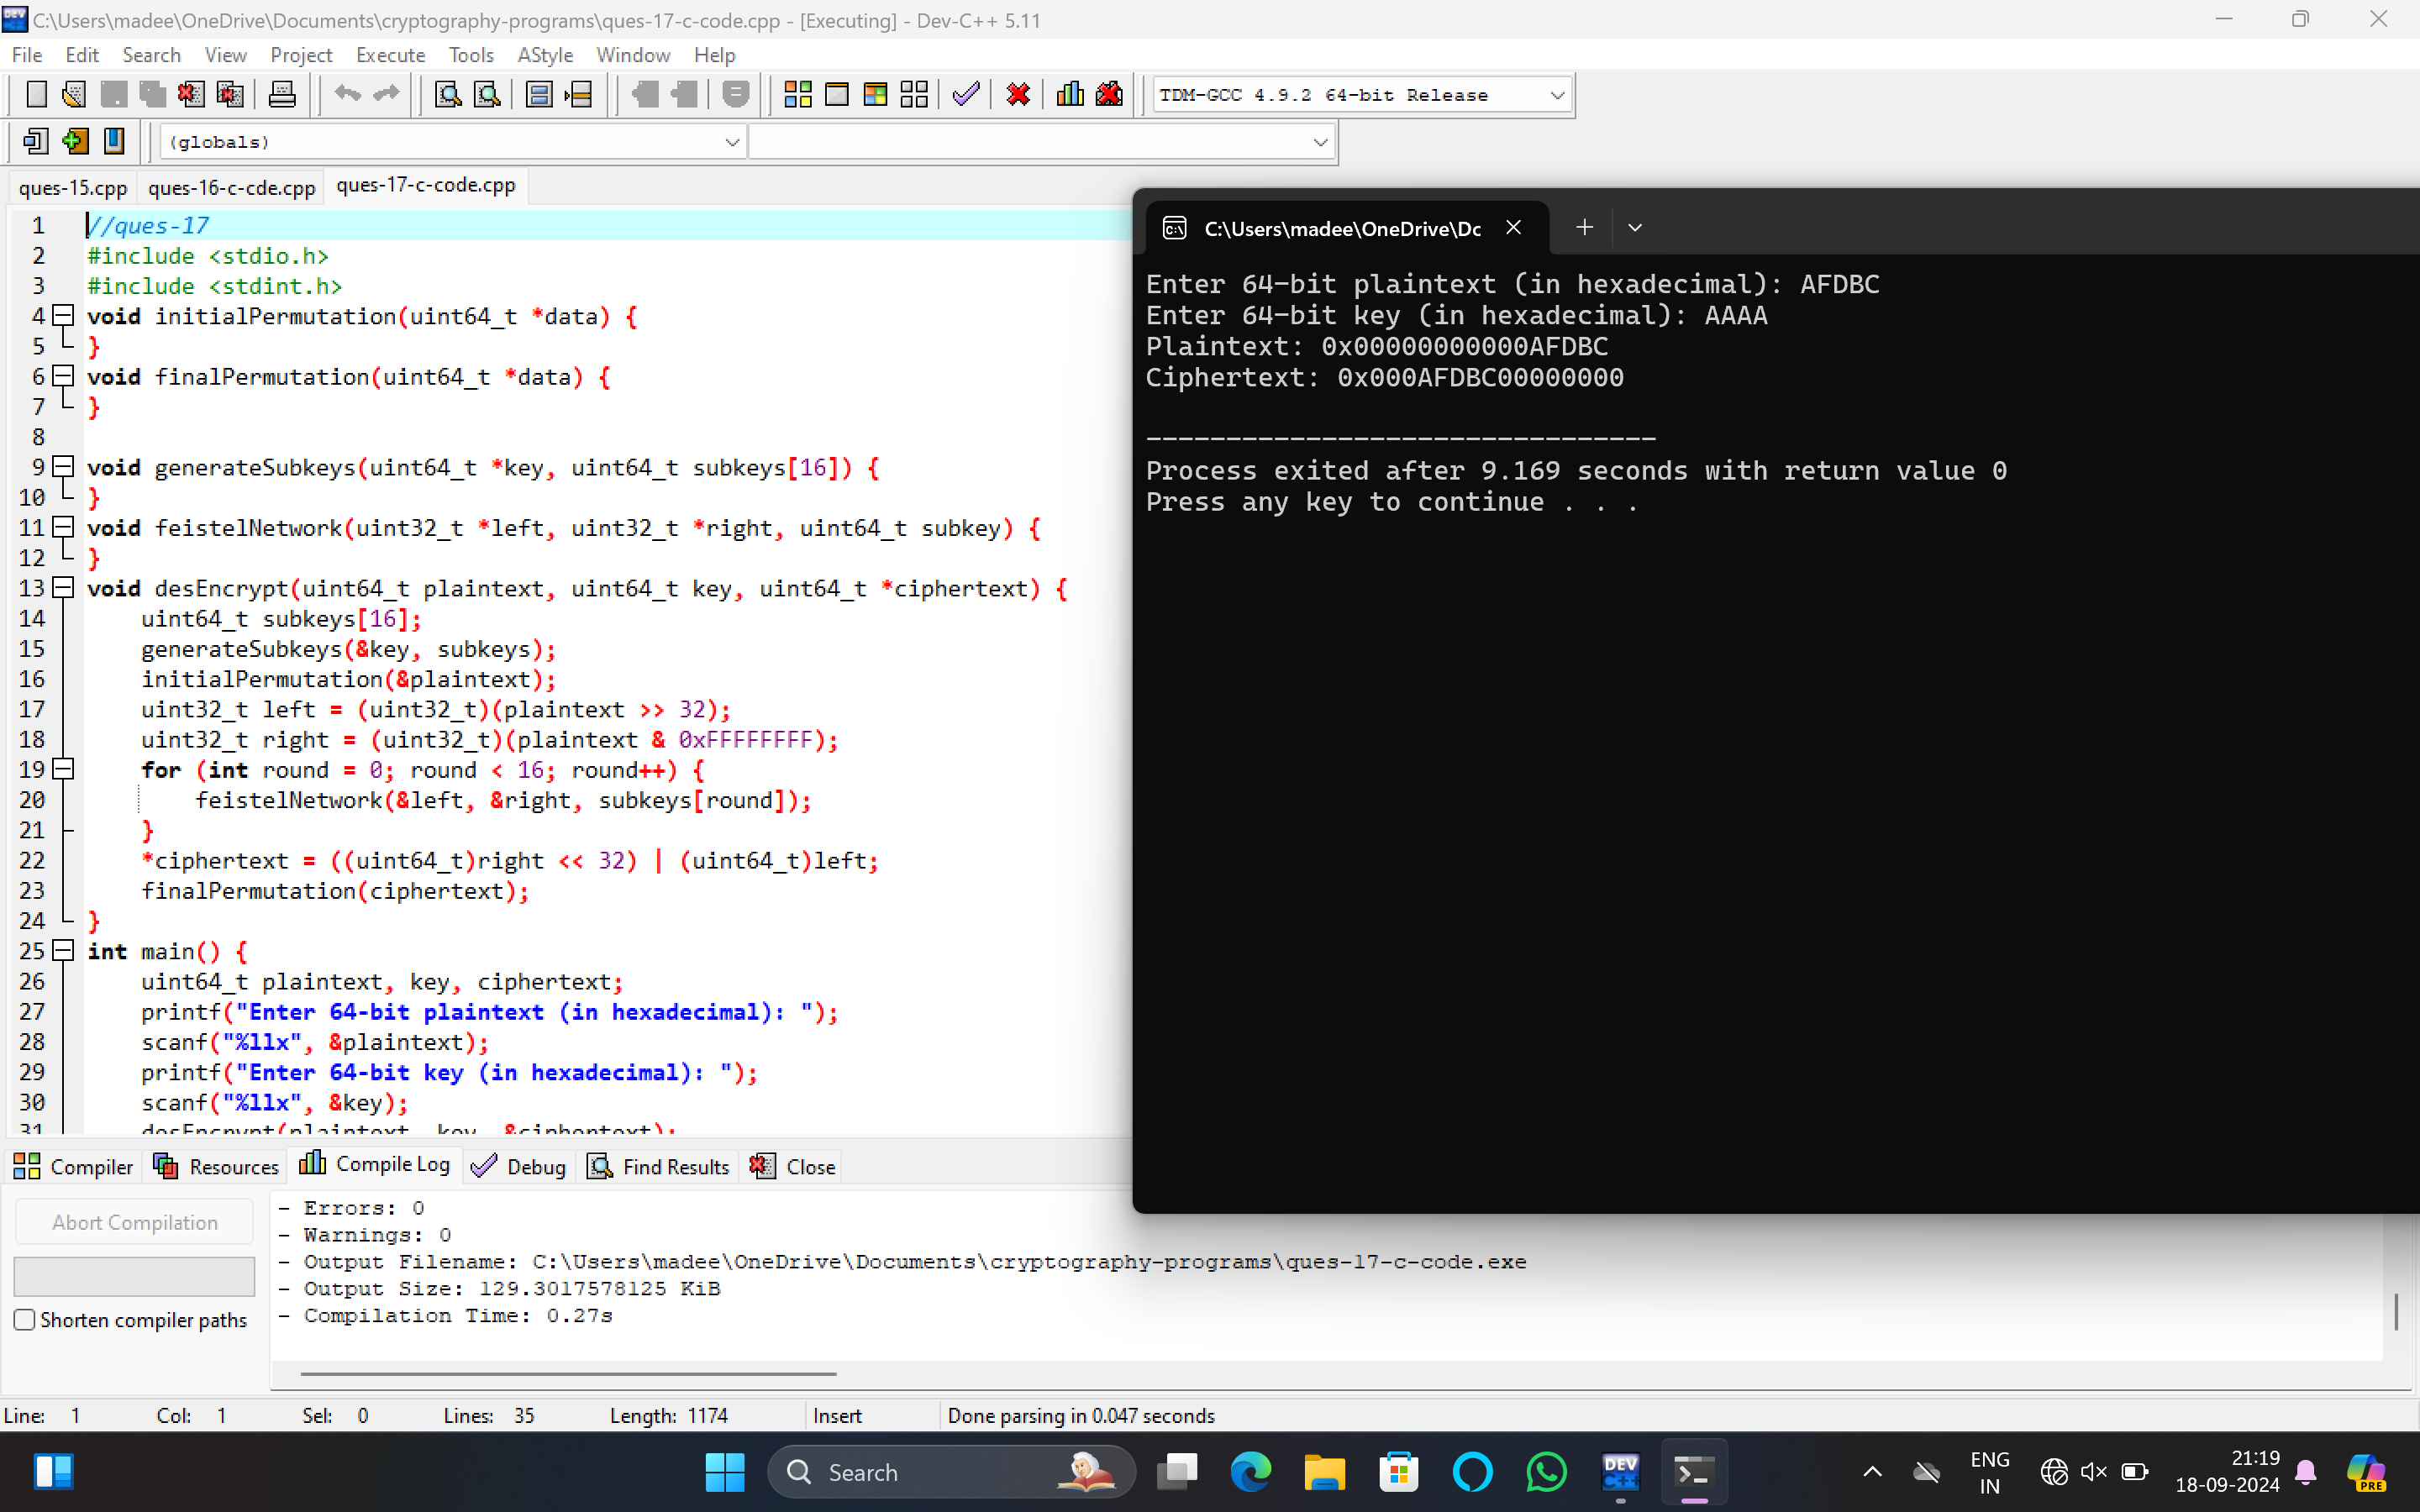 C:\Users\madee\OneDrive\Documents\cryptography-programs\ques-17-c-code.cpp - [Executing] - Dev-C++ 5.11
File Edit Search View Project Execute Tools AStyle Window Help
TDM-GCC 4.9.2 64-bit Release
(globals)
ques-15.cpp ques-16-c-cde.cpp ques-17-c-code.cpp
1 //ques-17
2 #include <stdio.h>
3 #include <stdint.h>
4 void initialPermutation(uint64_t *data) {
5 }
6 void finalPermutation(uint64_t *data) {
7 }
8
9 void generateSubkeys(uint64_t *key, uint64_t subkeys[16]) {
10 }
11 void feistelNetwork(uint32_t *left, uint32_t *right, uint64_t subkey) {
12 }
13 void desEncrypt(uint64_t plaintext, uint64_t key, uint64_t *ciphertext) {
14 uint64_t subkeys[16];
15 generateSubkeys(&key, subkeys);
16 initialPermutation(&plaintext);
17 uint32_t left = (uint32_t)(plaintext >> 32);
18 uint32_t right = (uint32_t)(plaintext & 0xFFFFFFFF);
19 for (int round = 0; round < 16; round++) {
20 feistelNetwork(&left, &right, subkeys[round]);
21 }
22 *ciphertext = ((uint64_t)right << 32) | (uint64_t)left;
23 finalPermutation(ciphertext);
24 }
25 int main() {
26 uint64_t plaintext, key, ciphertext;
27 printf("Enter 64-bit plaintext (in hexadecimal): ");
28 scanf("%llx", &plaintext);
29 printf("Enter 64-bit key (in hexadecimal): ");
30 scanf("%llx", &key);
31 desEncrypt(plaintext, key, &ciphertext);
C:\Users\madee\OneDrive\Dc
Enter 64-bit plaintext (in hexadecimal): AFDBC
Enter 64-bit key (in hexadecimal): AAAA
Plaintext: 0x00000000000AFDBC
Ciphertext: 0x000AFDBC00000000
--------------------------------
Process exited after 9.169 seconds with return value 0
Press any key to continue . . .
Compiler Resources Compile Log Debug Find Results Close
Abort Compilation
Shorten compiler paths
- Errors: 0
- Warnings: 0
- Output Filename: C:\Users\madee\OneDrive\Documents\cryptography-programs\ques-17-c-code.exe
- Output Size: 129.3017578125 KiB
- Compilation Time: 0.27s
Line: 1 Col: 1 Sel: 0 Lines: 35 Length: 1174 Insert Done parsing in 0.047 seconds
Search
DEV C++
ENG
IN
21:19
18-09-2024
PRE